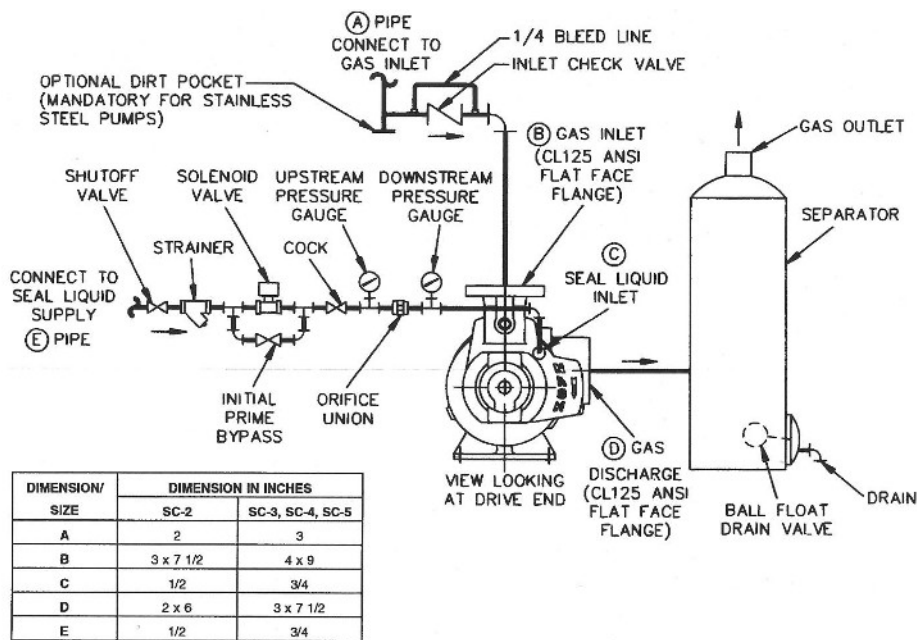 Ⓐ PIPE
CONNECT TO
GAS INLET
1/4 BLEED LINE
INLET CHECK VALVE
OPTIONAL DIRT POCKET
(MANDATORY FOR STAINLESS
STEEL PUMPS)
Ⓑ GAS INLET
(CL125 ANSI
FLAT FACE
FLANGE)
GAS OUTLET
SEPARATOR
SHUTOFF
VALVE
SOLENOID
VALVE
UPSTREAM
PRESSURE
GAUGE
DOWNSTREAM
PRESSURE
GAUGE
STRAINER
COCK
Ⓒ
SEAL LIQUID
INLET
CONNECT TO
SEAL LIQUID
SUPPLY
Ⓔ PIPE
INITIAL
PRIME
BYPASS
ORIFICE
UNION
VIEW LOOKING
AT DRIVE END
Ⓓ GAS
DISCHARGE
(CL125 ANSI
FLAT FACE
FLANGE)
BALL FLOAT
DRAIN VALVE
DRAIN
DIMENSION/ SIZE DIMENSION IN INCHES
SC-2 SC-3, SC-4, SC-5
A 2 3
B 3 x 7 1/2 4 x 9
C 1/2 3/4
D 2 x 6 3 x 7 1/2
E 1/2 3/4